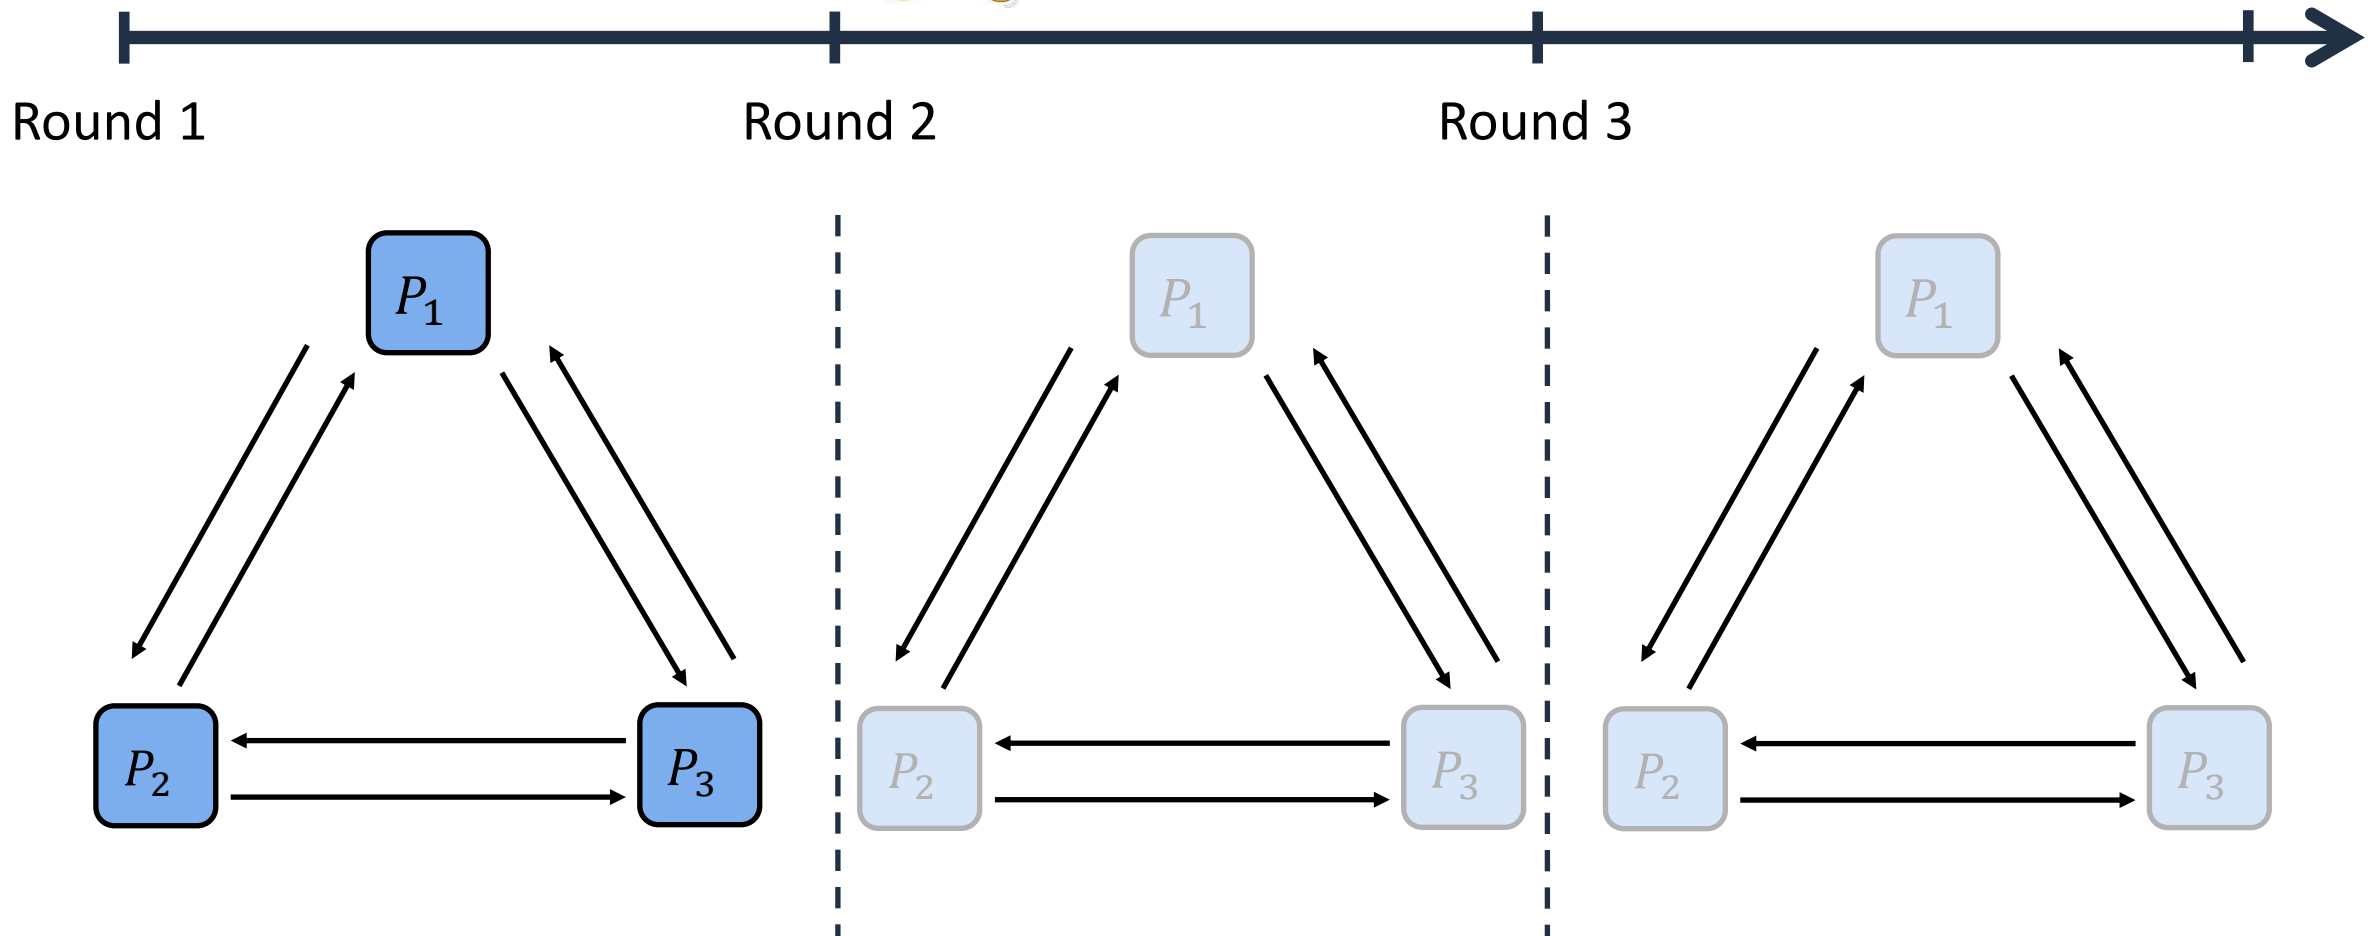 Round 1
Round 2
Round 3
P₁
P₁
P₁
P₂
P₃
P₂
P₃
P₂
P₃